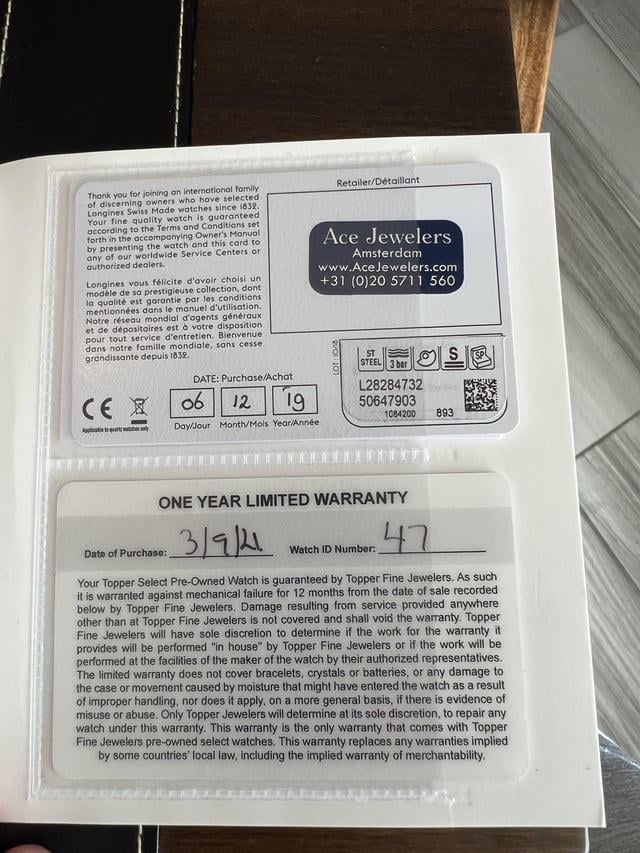 Thank you for joining an international family
of discerning owners who have selected
Longines Swiss Made watches since 1832.
Your fine quality watch is guaranteed
according to the Terms and Conditions set
forth in the accompanying Owner's Manual
by presenting the watch and this card to
any of our worldwide Service Centers or
authorized dealers.
Longines vous félicite d'avoir choisi un
modèle de sa prestigieuse collection, dont
la qualité est garantie par les conditions
mentionnées dans le manuel d'utilisation.
Notre réseau mondial d'agents généraux
et de dépositaires est à votre disposition
pour tout service d'entretien. Bienvenue
dans notre famille mondiale, sans cesse
grandissante depuis 1832.
Retailer/Détaillant
Ace Jewelers
Amsterdam
www.AceJewelers.com
+31 (0)20 5711 560
DATE: Purchase/Achat
06 12 19
Day/Jour Month/Mois Year/Année
CE
Applicable to quartz watches only
LOT: 10/18
ST STEEL 3 bar S SP
L28284732
50647903
1084200 893
ONE YEAR LIMITED WARRANTY
Date of Purchase: 3/9/21 Watch ID Number: 47
Your Topper Select Pre-Owned Watch is guaranteed by Topper Fine Jewelers. As such
it is warranted against mechanical failure for 12 months from the date of sale recorded
below by Topper Fine Jewelers. Damage resulting from service provided anywhere
other than at Topper Fine Jewelers is not covered and shall void the warranty. Topper
Fine Jewelers will have sole discretion to determine if the work for the warranty it
provides will be performed "in house" by Topper Fine Jewelers or if the work will be
performed at the facilities of the maker of the watch by their authorized representatives.
The limited warranty does not cover bracelets, crystals or batteries, or any damage to
the case or movement caused by moisture that might have entered the watch as a result
of improper handling, nor does it apply, on a more general basis, if there is evidence of
misuse or abuse. Only Topper Jewelers will determine at its sole discretion, to repair any
watch under this warranty. This warranty is the only warranty that comes with Topper
Fine Jewelers pre-owned select watches. This warranty replaces any warranties implied
by some countries' local law, including the implied warranty of merchantability.